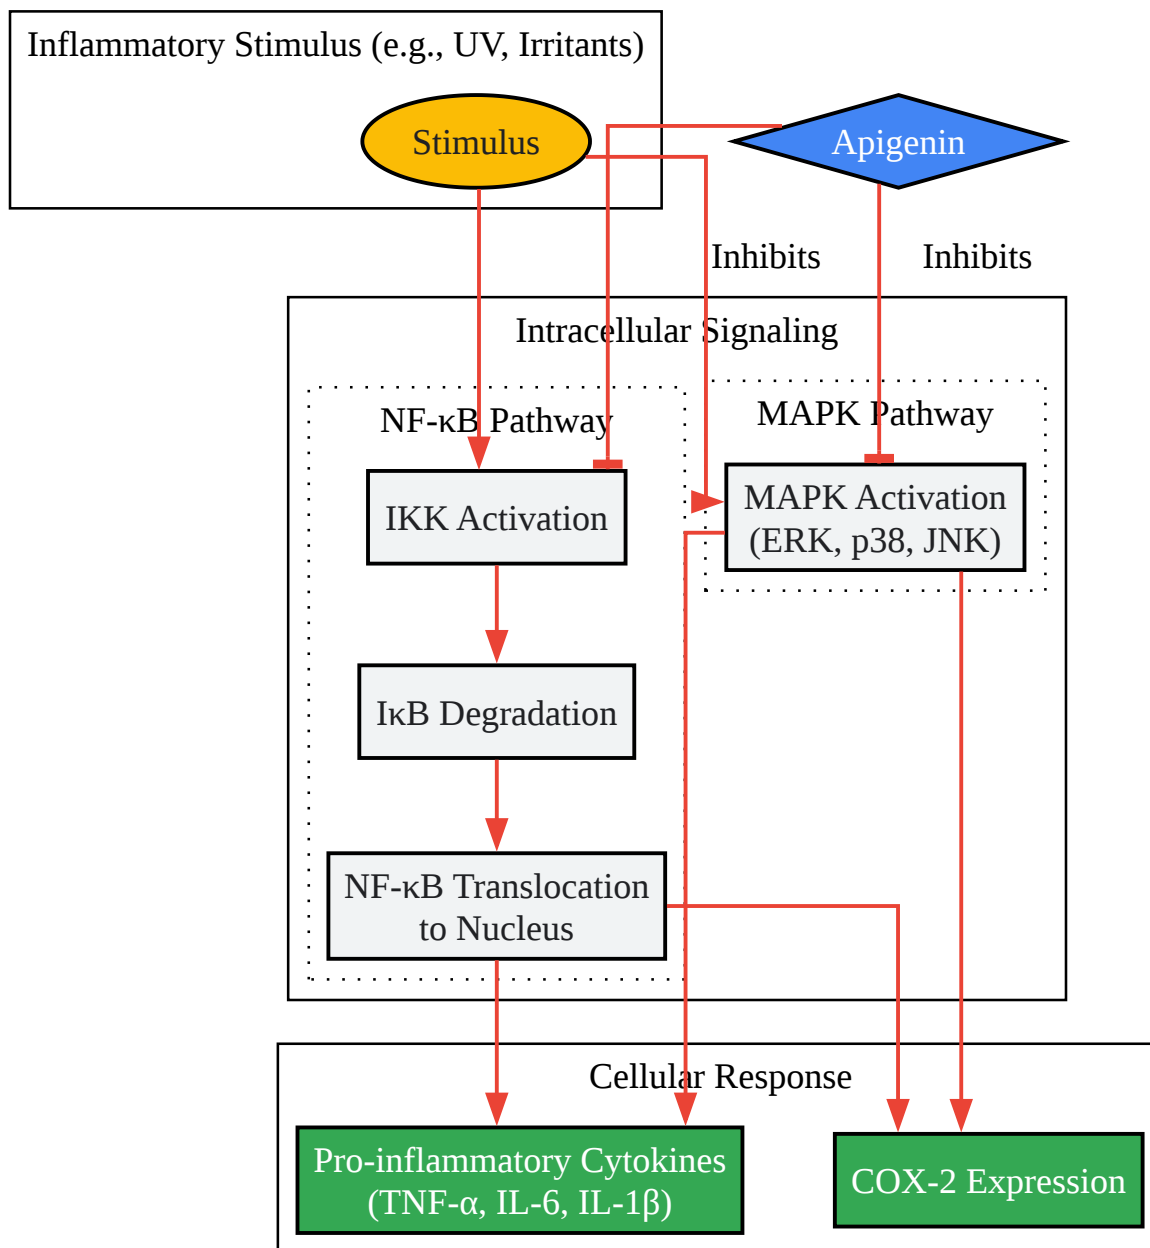 Inflammatory Stimulus (e.g., UV, Irritants)
Stimulus
Apigenin
Inhibits
Inhibits
Intracellular Signaling
NF-κB Pathway
MAPK Pathway
IKK Activation
MAPK Activation
(ERK, p38, JNK)
IκB Degradation
NF-κB Translocation
to Nucleus
Cellular Response
Pro-inflammatory Cytokines
(TNF-α, IL-6, IL-1β)
COX-2 Expression